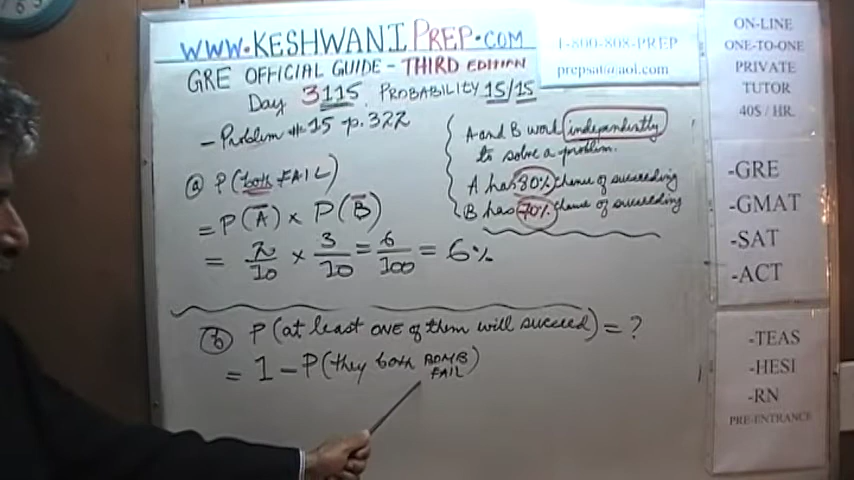 WWW.KESHWANIPREP.COM
GRE OFFICIAL GUIDE - THIRD EDITION
Day 3115. PROBABILITY 15/15
- Problem #15 p.322
(a) P(both FAIL)
= P(A̅) × P(B̅)
= 2/10 × 3/10 = 6/100 = 6%
A and B work independently
to solve a problem.
A has 80% chance of succeeding
B has 70% chance of succeeding
(b) P(at least ONE of them will succeed) = ?
= 1 - P(they both BOMB
FAIL)
1-800-808-PREP
prepsat@aol.com
ON-LINE
ONE-TO-ONE
PRIVATE
TUTOR
40$ / HR.
-GRE
-GMAT
-SAT
-ACT
-TEAS
-HESI
-RN
PRE-ENTRANCE